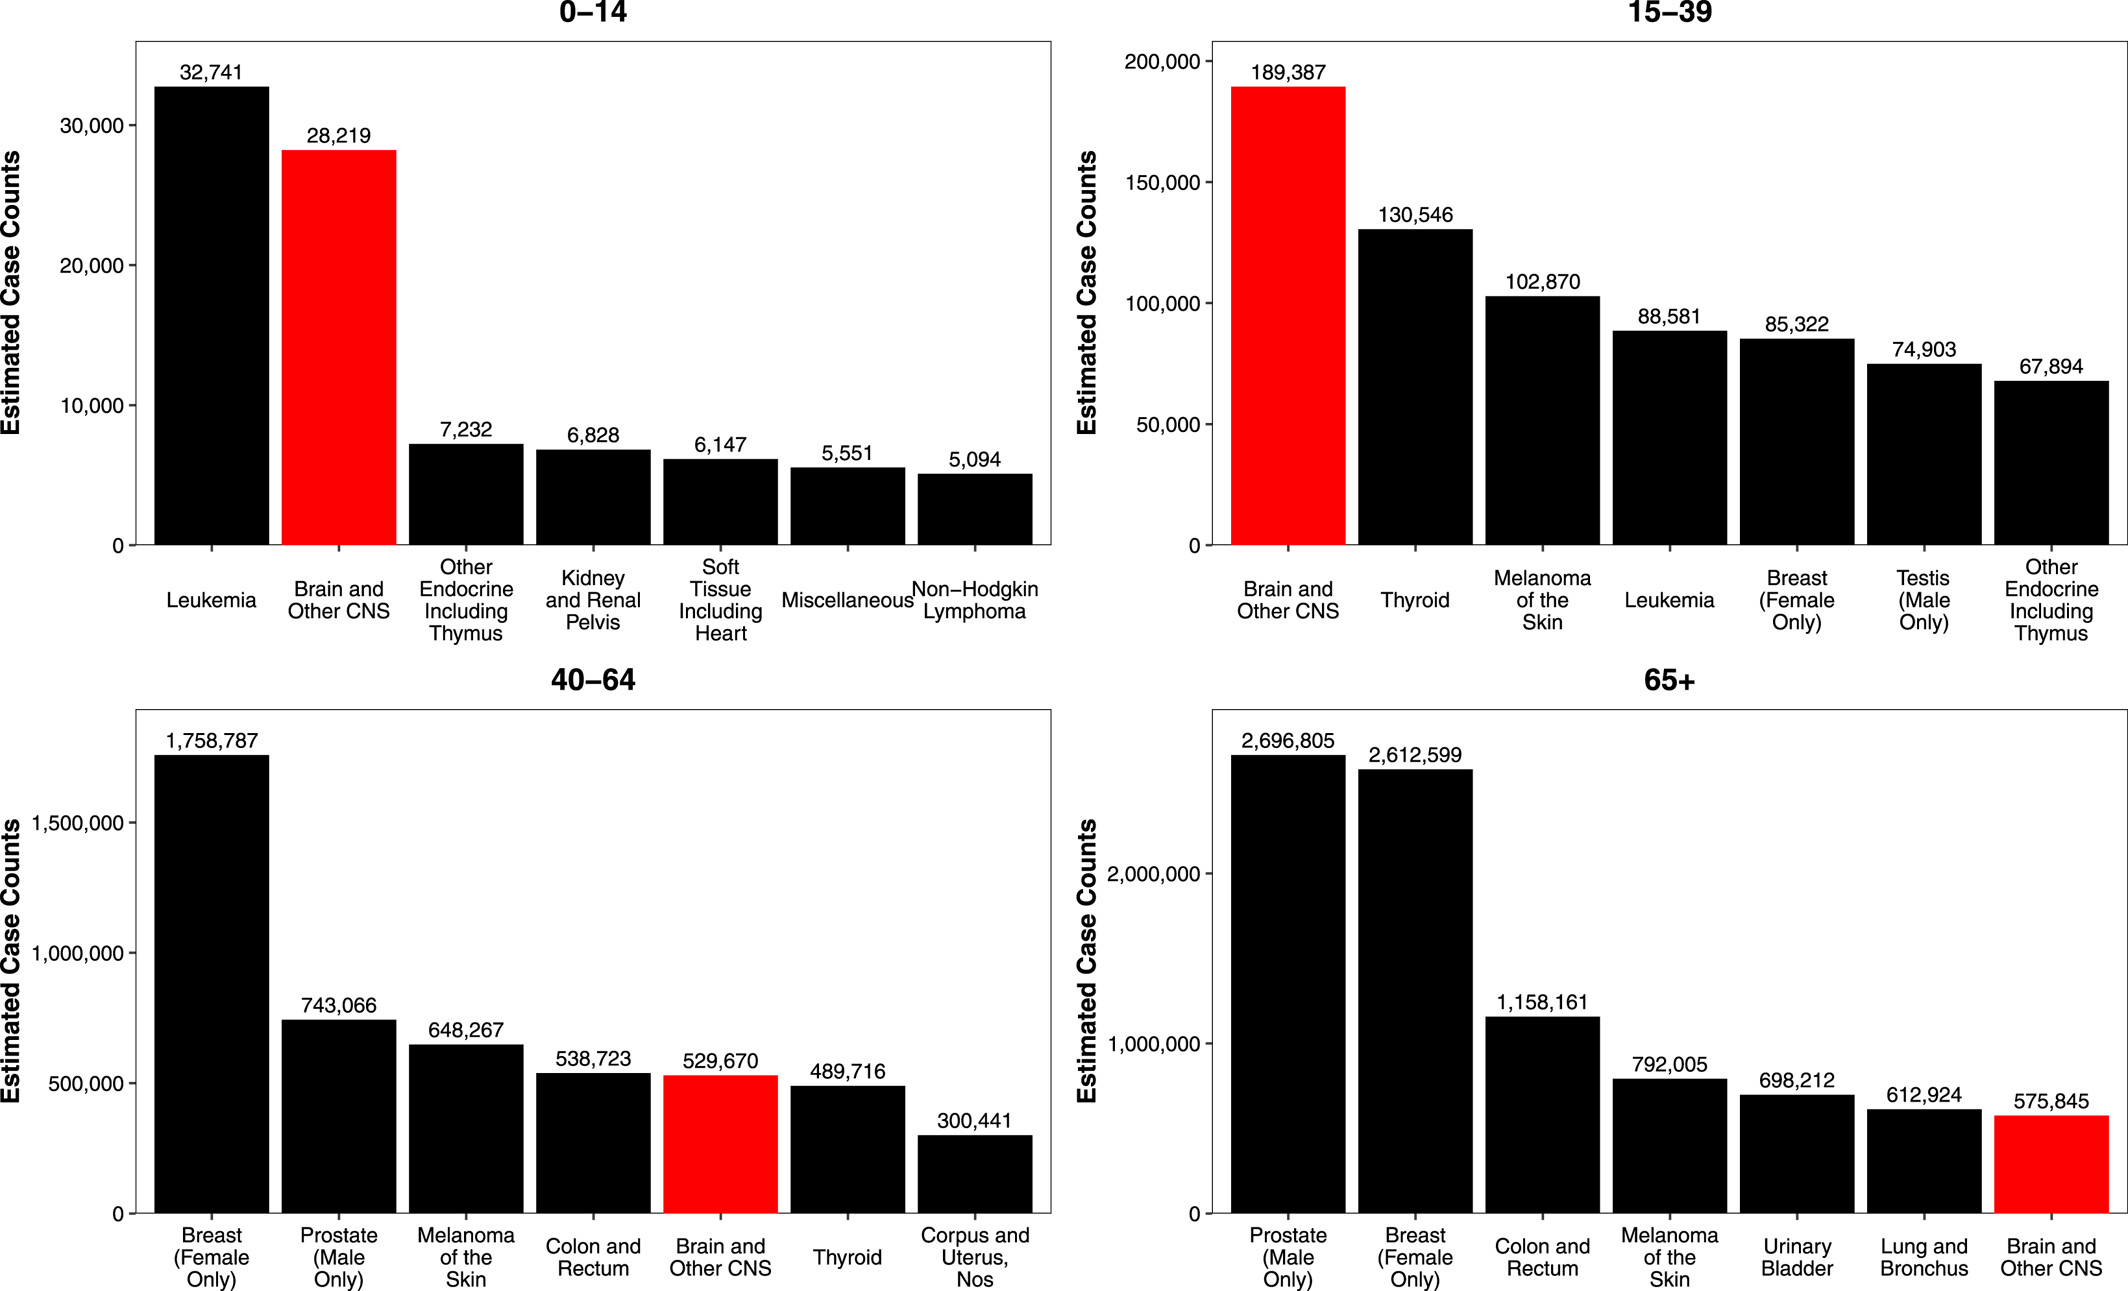 0–14
Estimated Case Counts
30,000
20,000
10,000
0
32,741
28,219
7,232
6,828
6,147
5,551
5,094
Leukemia
Brain and
Other CNS
Other
Endocrine
Including
Thymus
Kidney
and Renal
Pelvis
Soft
Tissue
Including
Heart
Miscellaneous
Non–Hodgkin
Lymphoma
15–39
Estimated Case Counts
200,000
150,000
100,000
50,000
0
189,387
130,546
102,870
88,581
85,322
74,903
67,894
Brain and
Other CNS
Thyroid
Melanoma
of the
Skin
Leukemia
Breast
(Female
Only)
Testis
(Male
Only)
Other
Endocrine
Including
Thymus
40–64
Estimated Case Counts
1,500,000
1,000,000
500,000
0
1,758,787
743,066
648,267
538,723
529,670
489,716
300,441
Breast
(Female
Only)
Prostate
(Male
Only)
Melanoma
of the
Skin
Colon and
Rectum
Brain and
Other CNS
Thyroid
Corpus and
Uterus,
Nos
65+
Estimated Case Counts
2,000,000
1,000,000
0
2,696,805
2,612,599
1,158,161
792,005
698,212
612,924
575,845
Prostate
(Male
Only)
Breast
(Female
Only)
Colon and
Rectum
Melanoma
of the
Skin
Urinary
Bladder
Lung and
Bronchus
Brain and
Other CNS